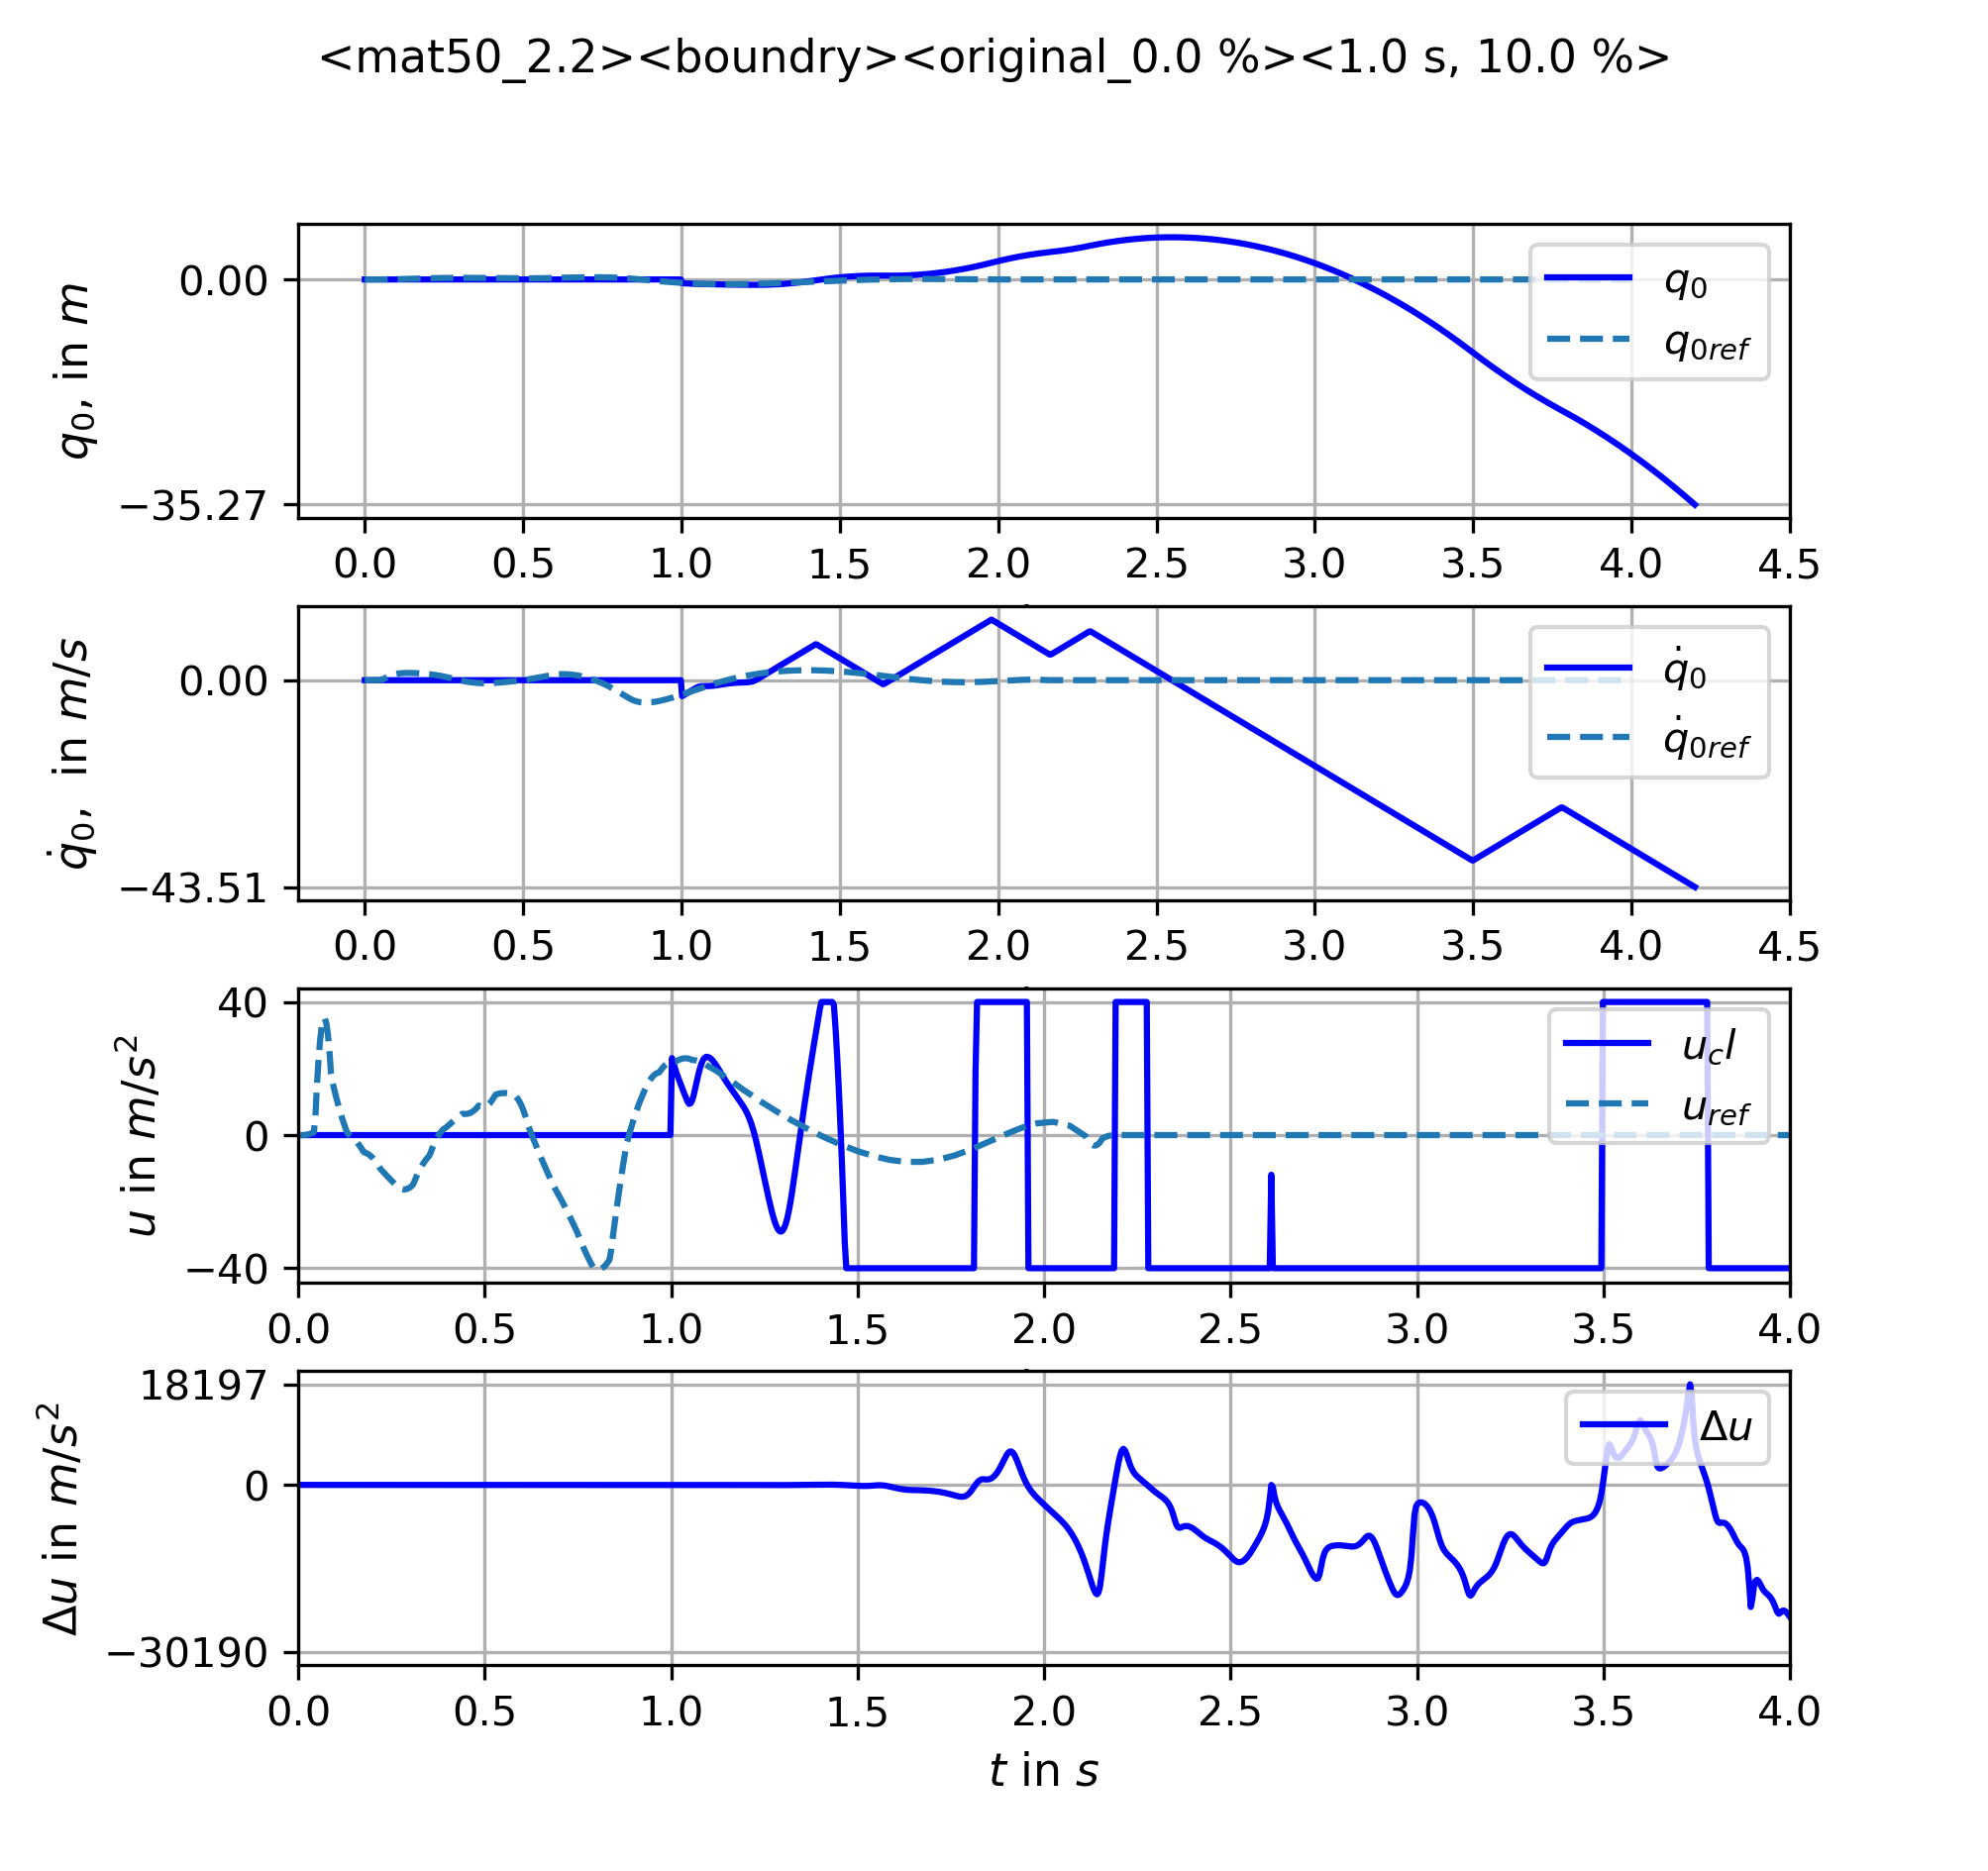 <mat50_2.2><boundry><original_0.0 %><1.0 s, 10.0 %>
q0, in m
0.00
−35.27
q0
q0ref
0.0 0.5 1.0 1.5 2.0 2.5 3.0 3.5 4.0 4.5
q̇0, in m/s
0.00
−43.51
q̇0
q̇0ref
0.0 0.5 1.0 1.5 2.0 2.5 3.0 3.5 4.0 4.5
u in m/s²
40
0
−40
ucl
uref
0.0 0.5 1.0 1.5 2.0 2.5 3.0 3.5 4.0
Δu in m/s²
18197
0
−30190
Δu
0.0 0.5 1.0 1.5 2.0 2.5 3.0 3.5 4.0
t in s